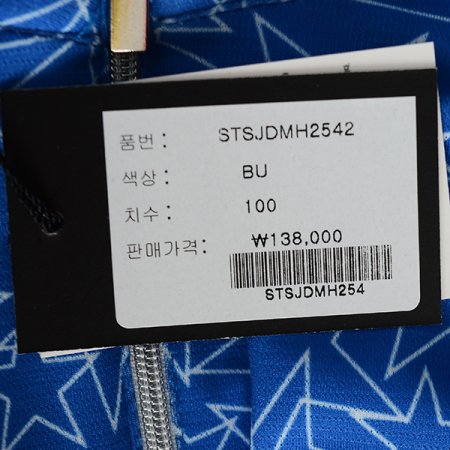 품번 : STSJDMH2542
색상 : BU
치수 : 100
판매가격: ₩138,000
STSJDMH254